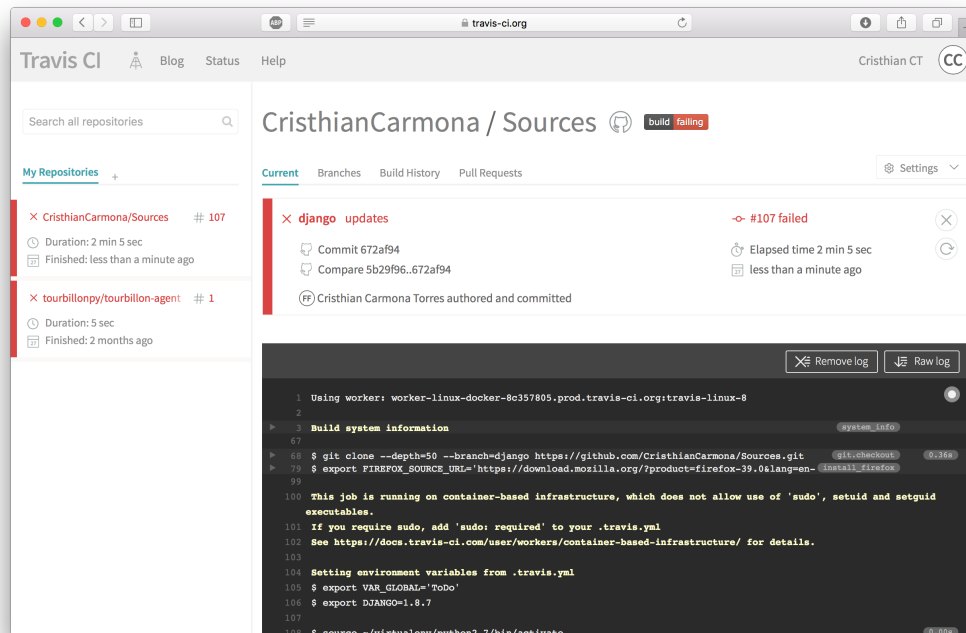 travis-ci.org
ABP
Travis CI Blog Status Help Cristhian CT CC
Search all repositories
CristhianCarmona / Sources build failing
My Repositories +
Current Branches Build History Pull Requests Settings
CristhianCarmona/Sources # 107
Duration: 2 min 5 sec
Finished: less than a minute ago
tourbillonpy/tourbillon-agent # 1
Duration: 5 sec
Finished: 2 months ago
django updates #107 failed
Commit 672af94 Elapsed time 2 min 5 sec
Compare 5b29f96..672af94 less than a minute ago
FF Cristhian Carmona Torres authored and committed
Remove log Raw log
1 Using worker: worker-linux-docker-8c357805.prod.travis-ci.org:travis-linux-8
2
3 Build system information system_info
67
68 $ git clone --depth=50 --branch=django https://github.com/CristhianCarmona/Sources.git git.checkout 0.36s
79 $ export FIREFOX_SOURCE_URL='https://download.mozilla.org/?product=firefox-39.0&lang=en- install_firefox
99
100 This job is running on container-based infrastructure, which does not allow use of 'sudo', setuid and setguid
executables.
101 If you require sudo, add 'sudo: required' to your .travis.yml
102 See https://docs.travis-ci.com/user/workers/container-based-infrastructure/ for details.
103
104 Setting environment variables from .travis.yml
105 $ export VAR_GLOBAL='ToDo'
106 $ export DJANGO=1.8.7
107
108 $ source ~/virtualenv/python2.7/bin/activate 0.00s